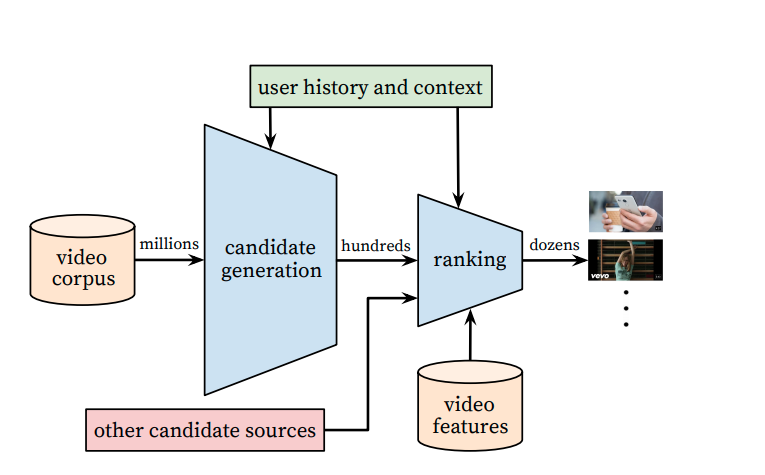 user history and context
video
corpus
millions
candidate
generation
hundreds
ranking
dozens
vevo
other candidate sources
video
features